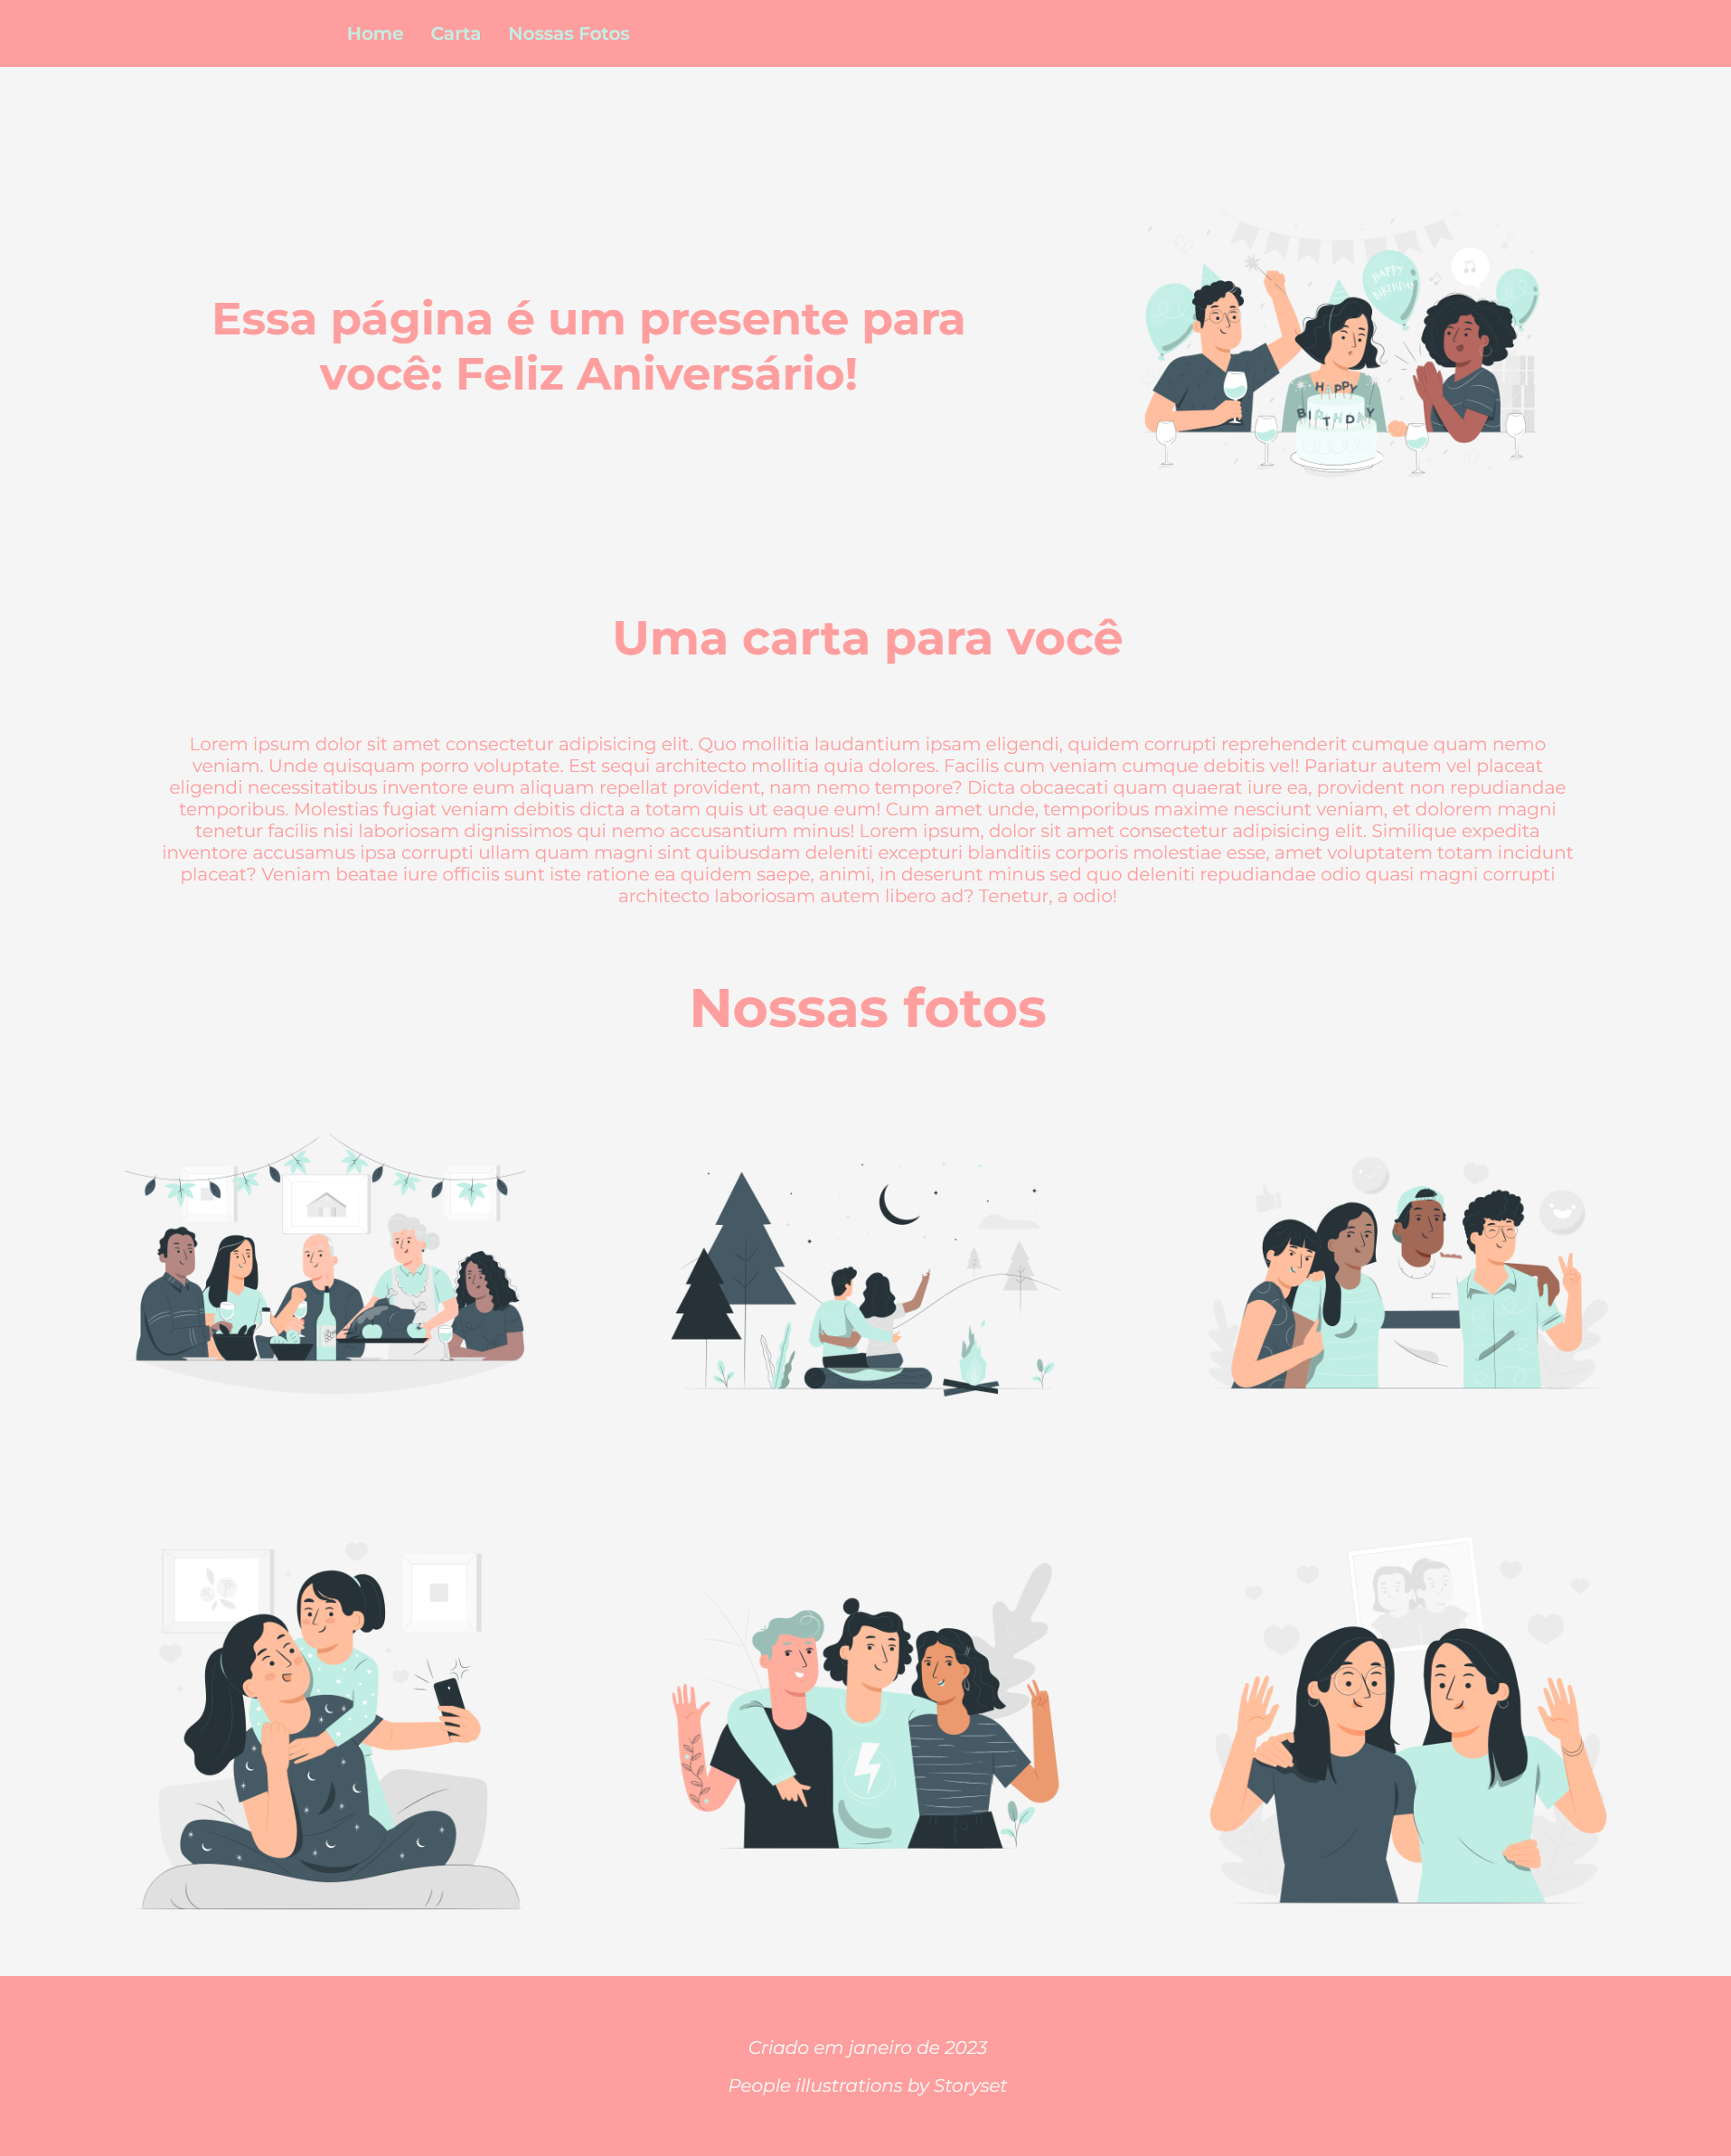 Home Carta Nossas Fotos
Essa página é um presente para
você: Feliz Aniversário!
HAPPY
BIRTHDAY
HAPPY
BIRTHDAY
Uma carta para você
Lorem ipsum dolor sit amet consectetur adipisicing elit. Quo mollitia laudantium ipsam eligendi, quidem corrupti reprehenderit cumque quam nemo
veniam. Unde quisquam porro voluptate. Est sequi architecto mollitia quia dolores. Facilis cum veniam cumque debitis vel! Pariatur autem vel placeat
eligendi necessitatibus inventore eum aliquam repellat provident, nam nemo tempore? Dicta obcaecati quam quaerat iure ea, provident non repudiandae
temporibus. Molestias fugiat veniam debitis dicta a totam quis ut eaque eum! Cum amet unde, temporibus maxime nesciunt veniam, et dolorem magni
tenetur facilis nisi laboriosam dignissimos qui nemo accusantium minus! Lorem ipsum, dolor sit amet consectetur adipisicing elit. Similique expedita
inventore accusamus ipsa corrupti ullam quam magni sint quibusdam deleniti excepturi blanditiis corporis molestiae esse, amet voluptatem totam incidunt
placeat? Veniam beatae iure officiis sunt iste ratione ea quidem saepe, animi, in deserunt minus sed quo deleniti repudiandae odio quasi magni corrupti
architecto laboriosam autem libero ad? Tenetur, a odio!
Nossas fotos
Criado em janeiro de 2023
People illustrations by Storyset